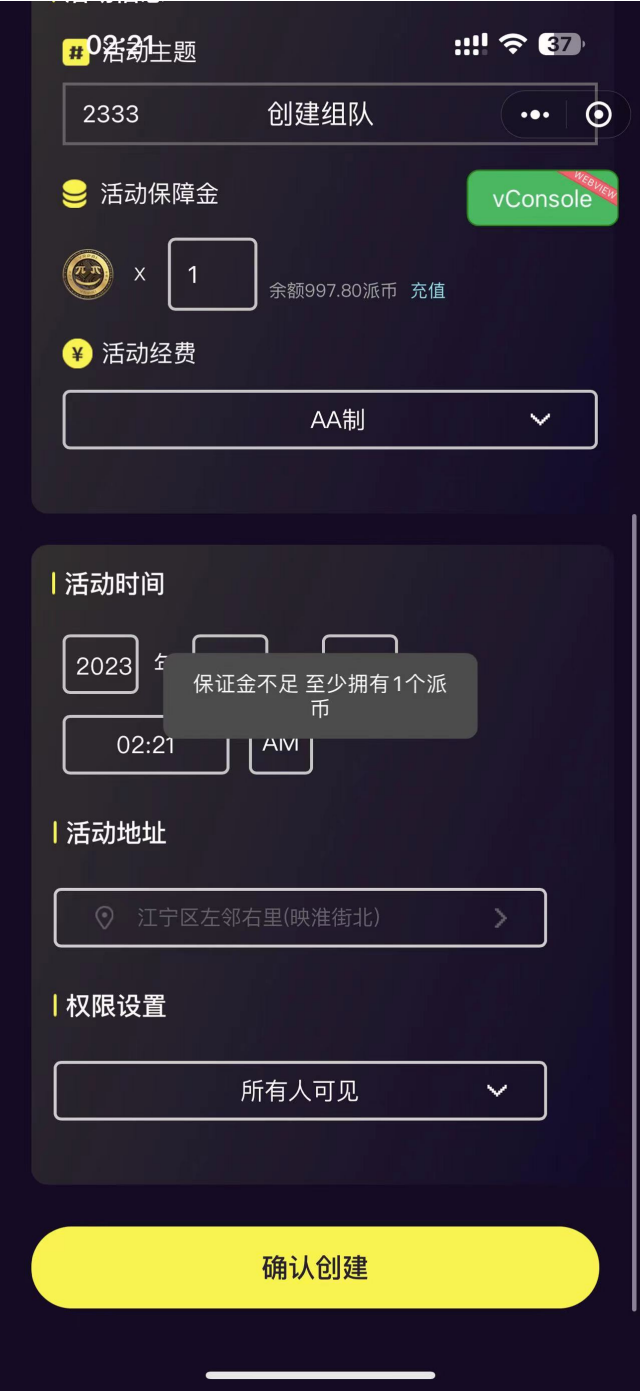 02:21
37
# 活动主题
2333
创建组队
活动保障金
WEBVIEW
vConsole
x
1
余额997.80派币 充值
¥ 活动经费
AA制
活动时间
2023
保证金不足 至少拥有1个派
币
02:21
AM
活动地址
江宁区左邻右里(映淮街北)
权限设置
所有人可见
确认创建